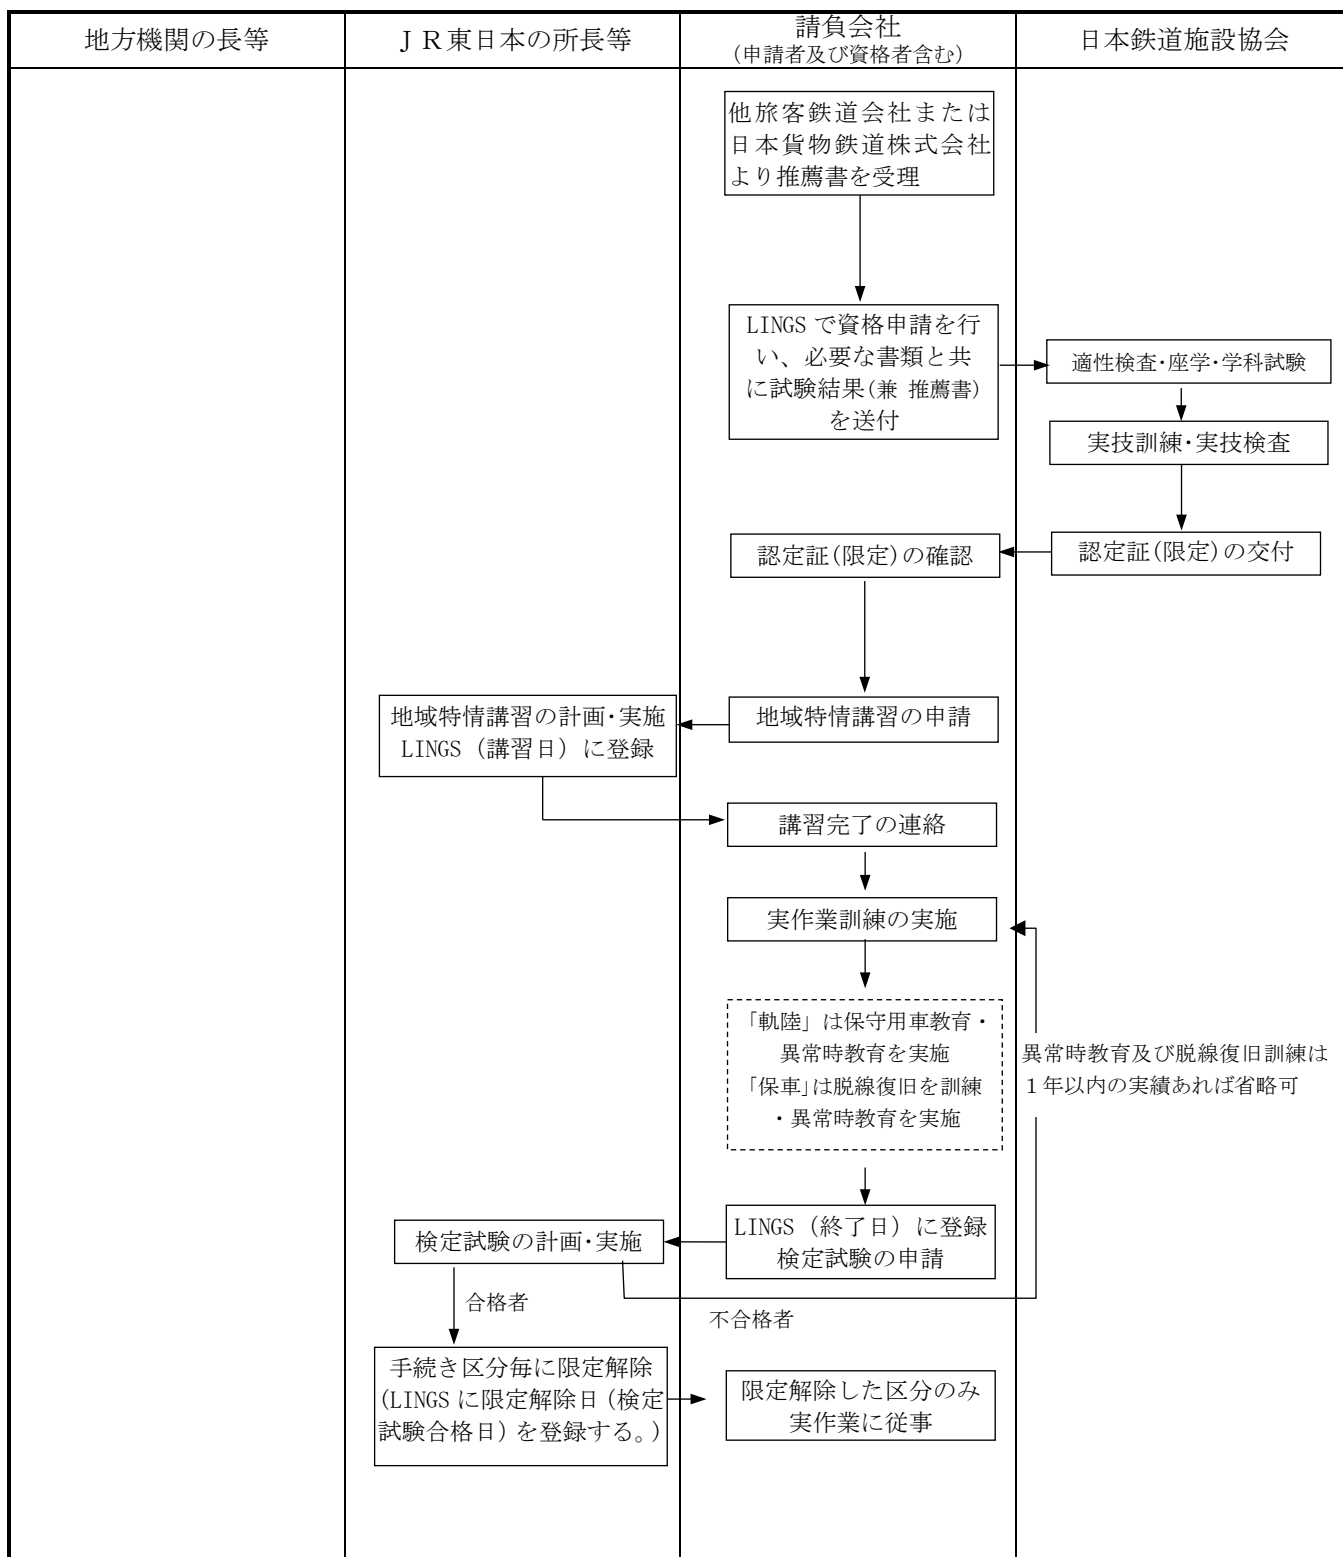 地方機関の長等
ＪＲ東日本の所長等
請負会社
(申請者及び資格者含む)
日本鉄道施設協会
他旅客鉄道会社または
日本貨物鉄道株式会社
より推薦書を受理
LINGS で資格申請を行
い、必要な書類と共
に試験結果(兼 推薦書)
を送付
適性検査･座学･学科試験
実技訓練･実技検査
認定証(限定)の交付
認定証(限定)の確認
地域特情講習の申請
地域特情講習の計画･実施
LINGS（講習日）に登録
講習完了の連絡
実作業訓練の実施
「軌陸」は保守用車教育・
異常時教育を実施
「保車」は脱線復旧を訓練
・異常時教育を実施
異常時教育及び脱線復旧訓練は
１年以内の実績あれば省略可
LINGS（終了日）に登録
検定試験の申請
検定試験の計画･実施
合格者
不合格者
手続き区分毎に限定解除
(LINGS に限定解除日(検定
試験合格日)を登録する。)
限定解除した区分のみ
実作業に従事